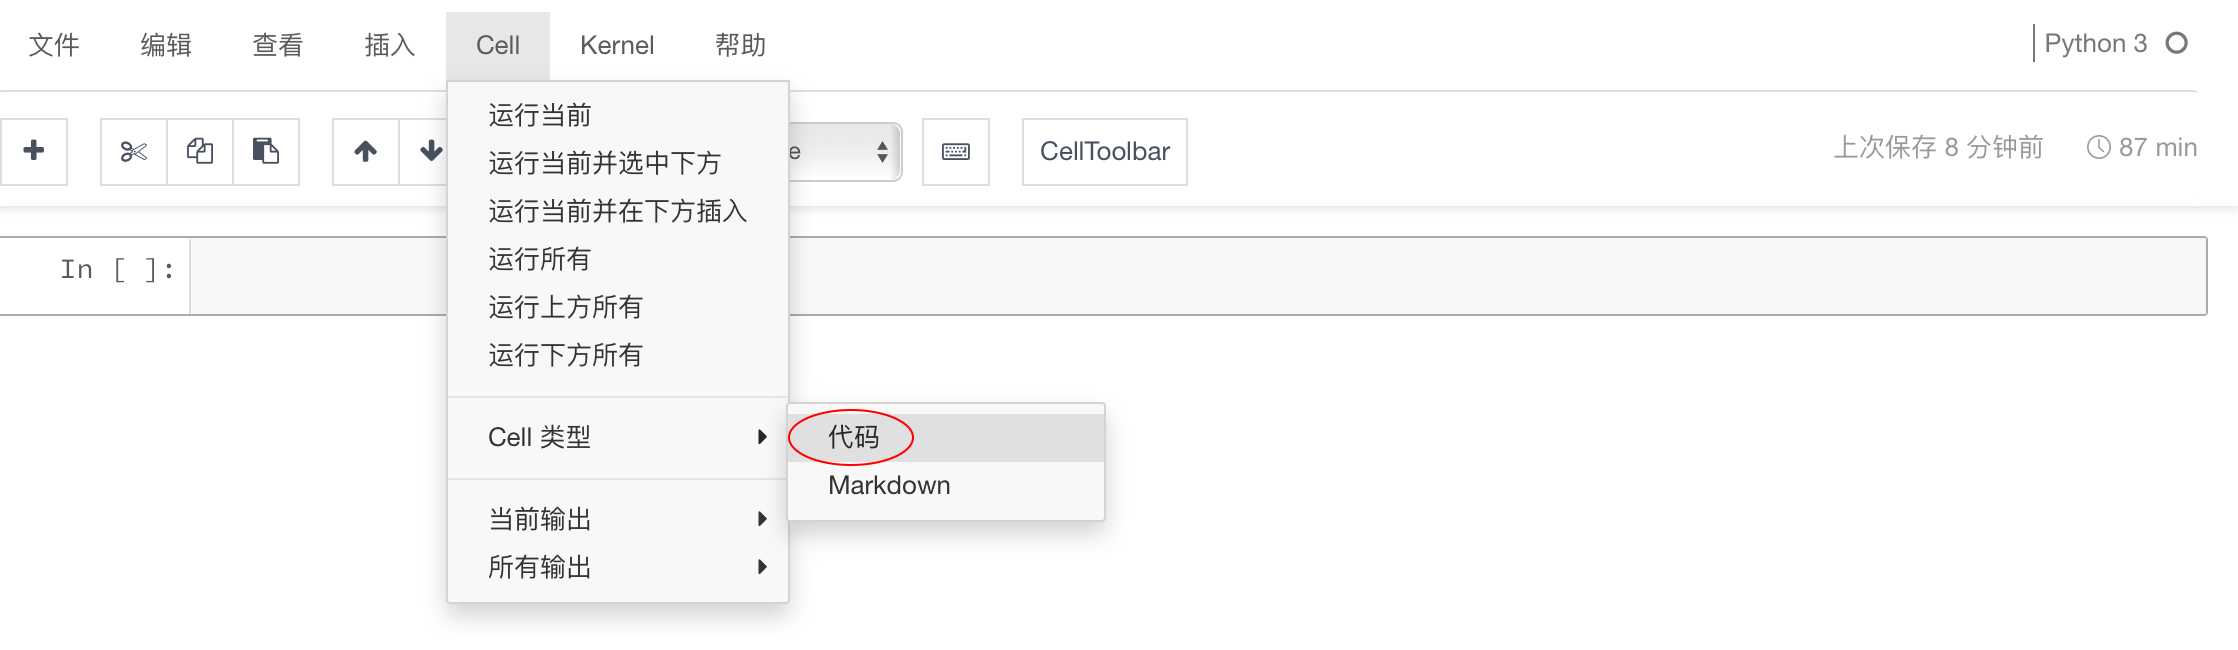 文件 编辑 查看 插入 Cell Kernel 帮助 Python 3
运行当前
运行当前并选中下方
运行当前并在下方插入
运行所有
运行上方所有
运行下方所有
Cell 类型
当前输出
所有输出
代码
Markdown
e
CellToolbar
上次保存 8 分钟前 87 min
In [ ]: